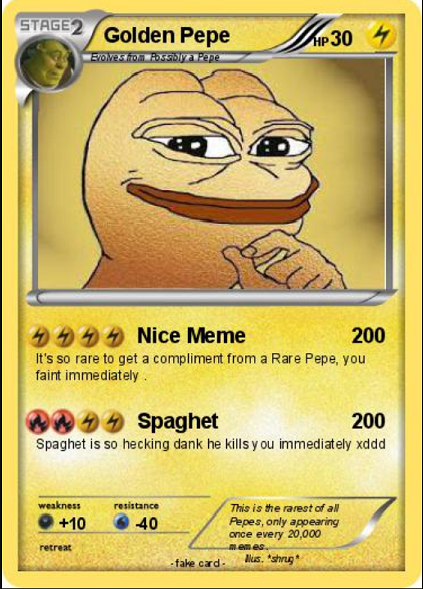 STAGE2 Golden Pepe HP 30
Evolves from Possibly a Pepe
Nice Meme 200
It's so rare to get a compliment from a Rare Pepe, you
faint immediately .
Spaghet 200
Spaghet is so hecking dank he kills you immediately xddd
weakness resistance
+10 -40
retreat
This is the rarest of all
Pepes, only appearing
once every 20,000
memes.
Illus. *shrug*
- fake card -